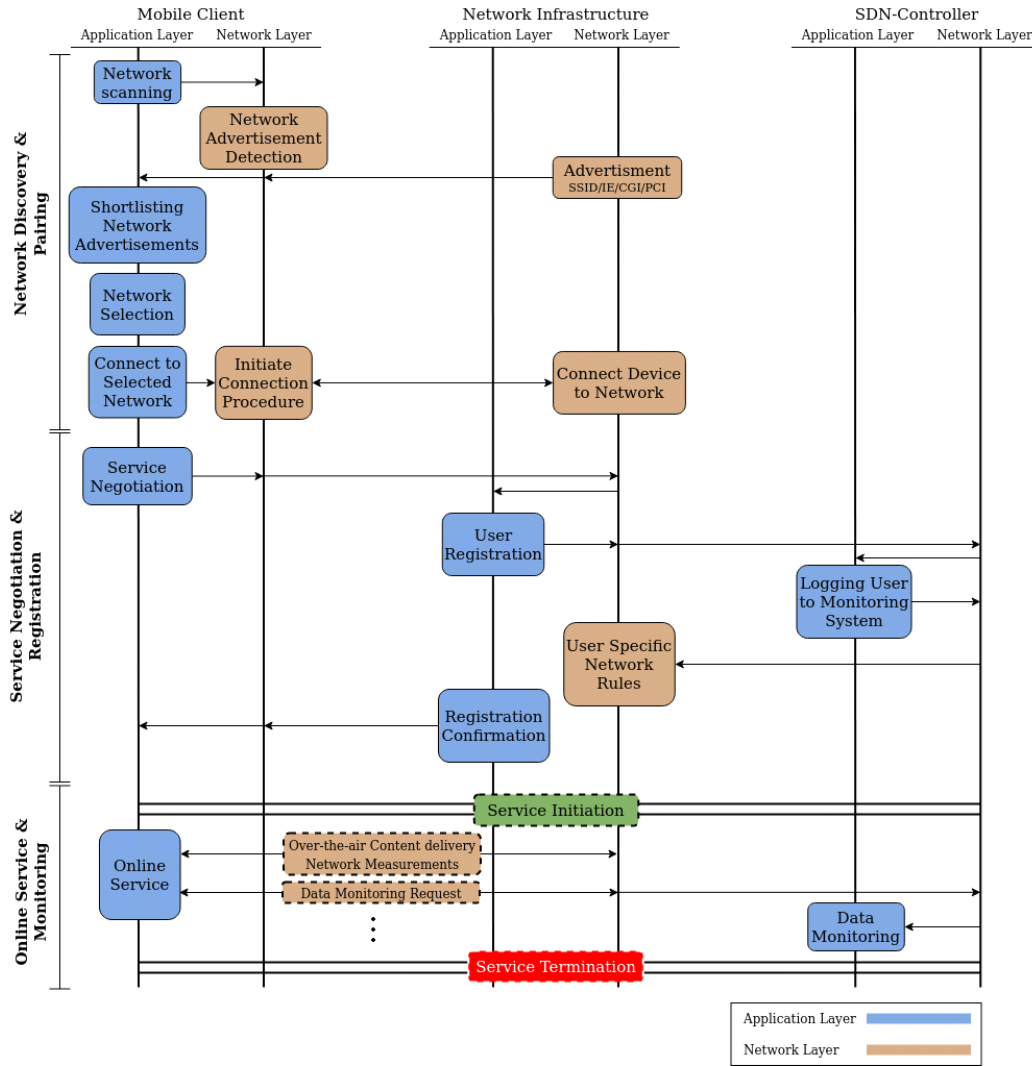 Mobile Client
Network Infrastructure
SDN-Controller
Application Layer
Network Layer
Application Layer
Network Layer
Application Layer
Network Layer
Network Discovery &
Pairing
Network
scanning
Network
Advertisement
Detection
Advertisment
SSID/IE/CGI/PCI
Shortlisting
Network
Advertisements
Network
Selection
Connect to
Selected
Network
Initiate
Connection
Procedure
Connect Device
to Network
Service Negotiation &
Registration
Service
Negotiation
User
Registration
Logging User
to Monitoring
System
User Specific
Network
Rules
Registration
Confirmation
Online Service &
Monitoring
Service Initiation
Online
Service
Over-the-air Content delivery
Network Measurements
Data Monitoring Request
Data
Monitoring
Service Termination
Application Layer
Network Layer